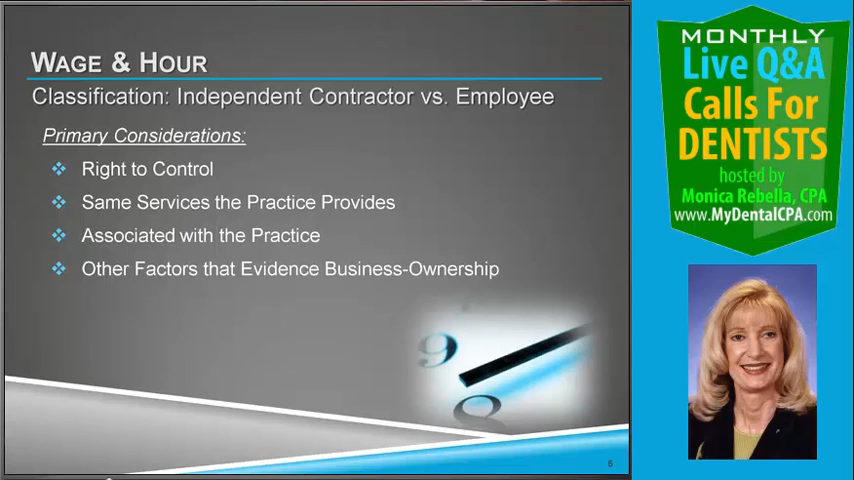 WAGE & HOUR
Classification: Independent Contractor vs. Employee
Primary Considerations:
Right to Control
Same Services the Practice Provides
Associated with the Practice
Other Factors that Evidence Business-Ownership
9
8
5
MONTHLY
Live Q&A
Calls For
DENTISTS
hosted by
Monica Rebella, CPA
www.MyDentalCPA.com